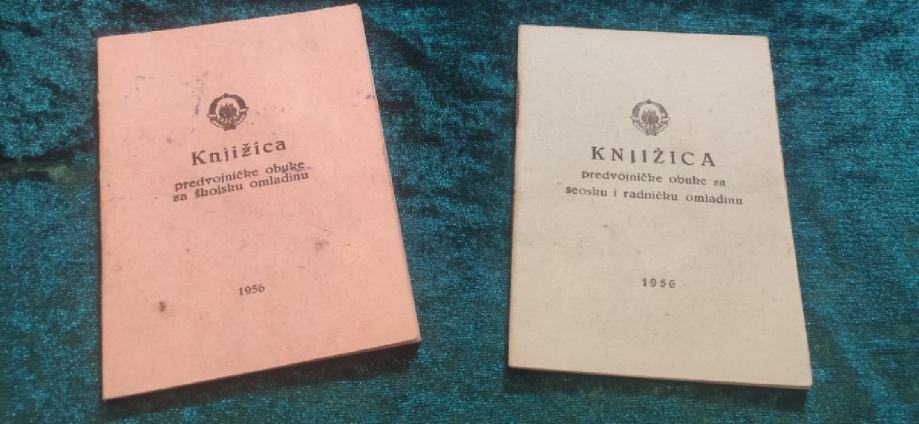 Knjižica
predvojničke obuke
za školsku omladinu
1956
KNJIŽICA
predvojničke obuke za
seosku i radničku omladinu
1956